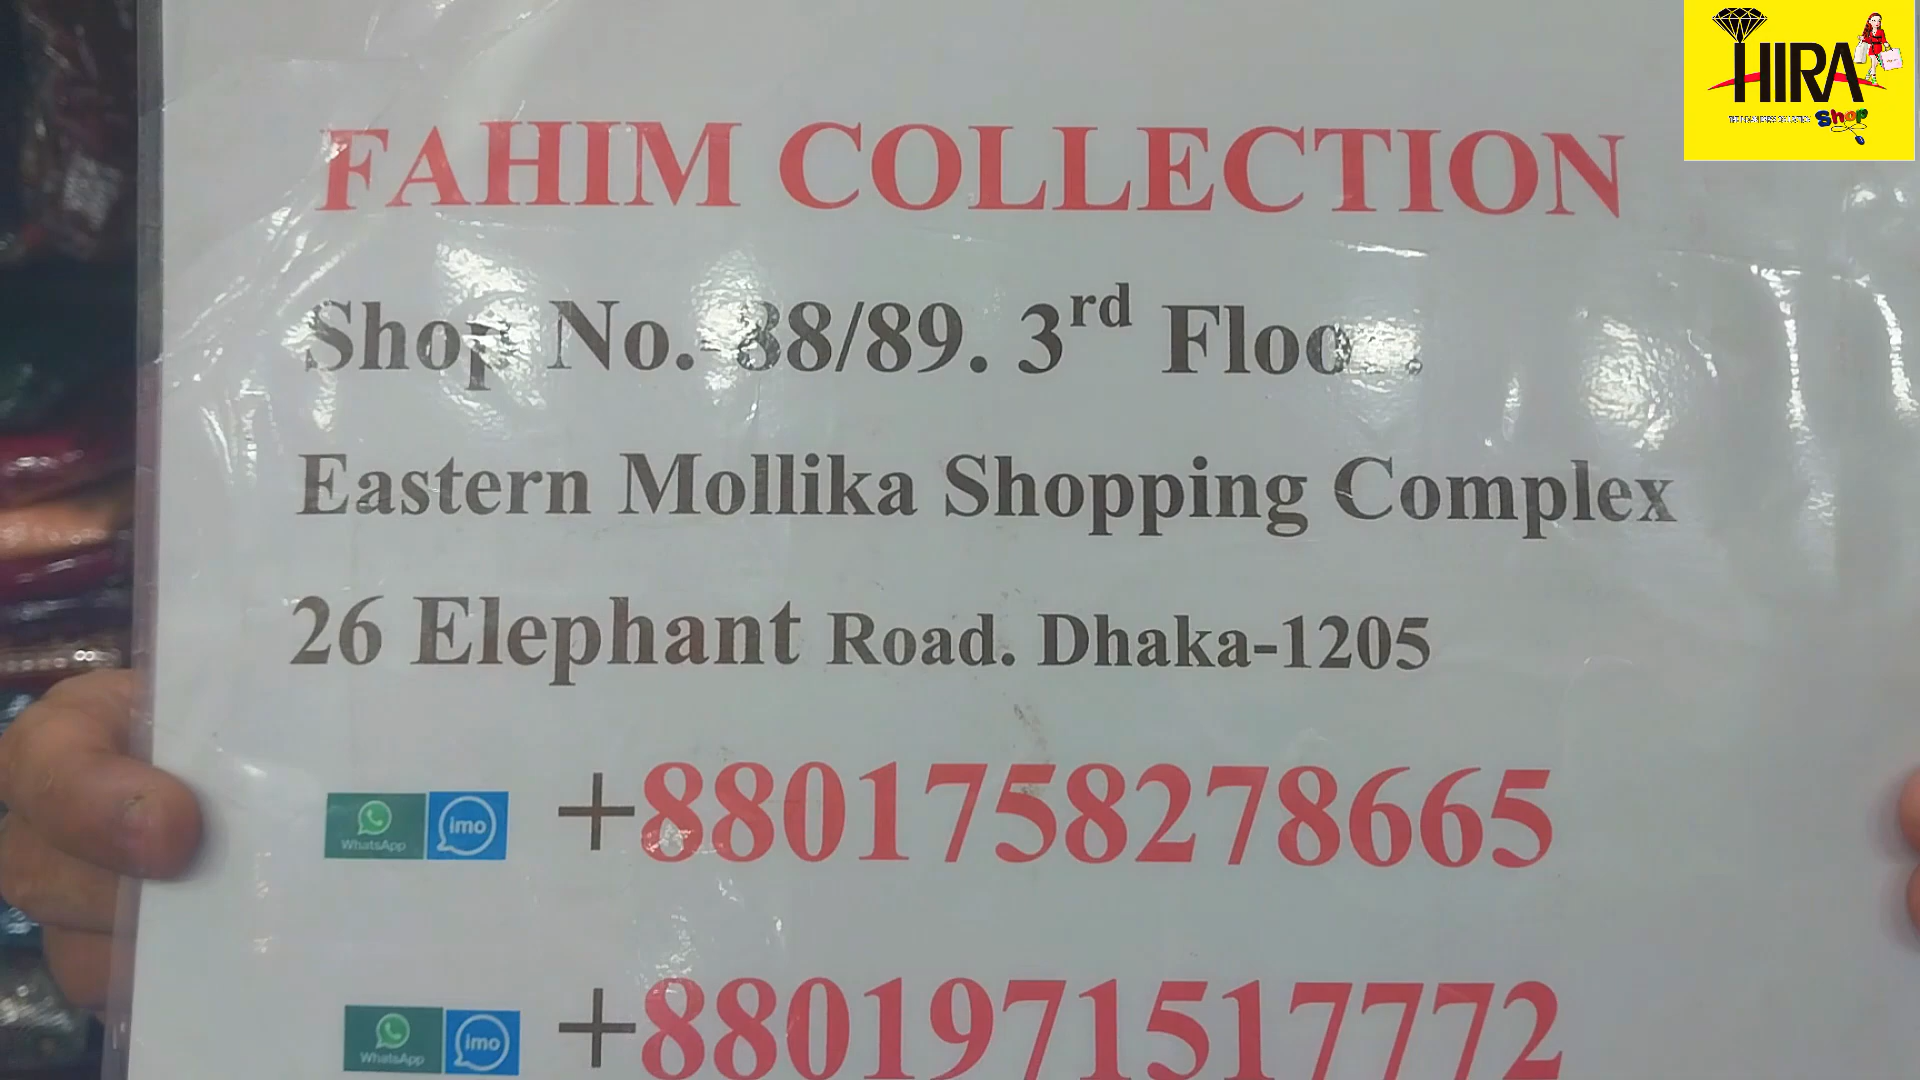 HIRA
Shop
FAHIM COLLECTION
Shop No.-88/89. 3rd Floor.
Eastern Mollika Shopping Complex
26 Elephant Road. Dhaka-1205
WhatsApp imo +8801758278665
WhatsApp imo +8801971517772